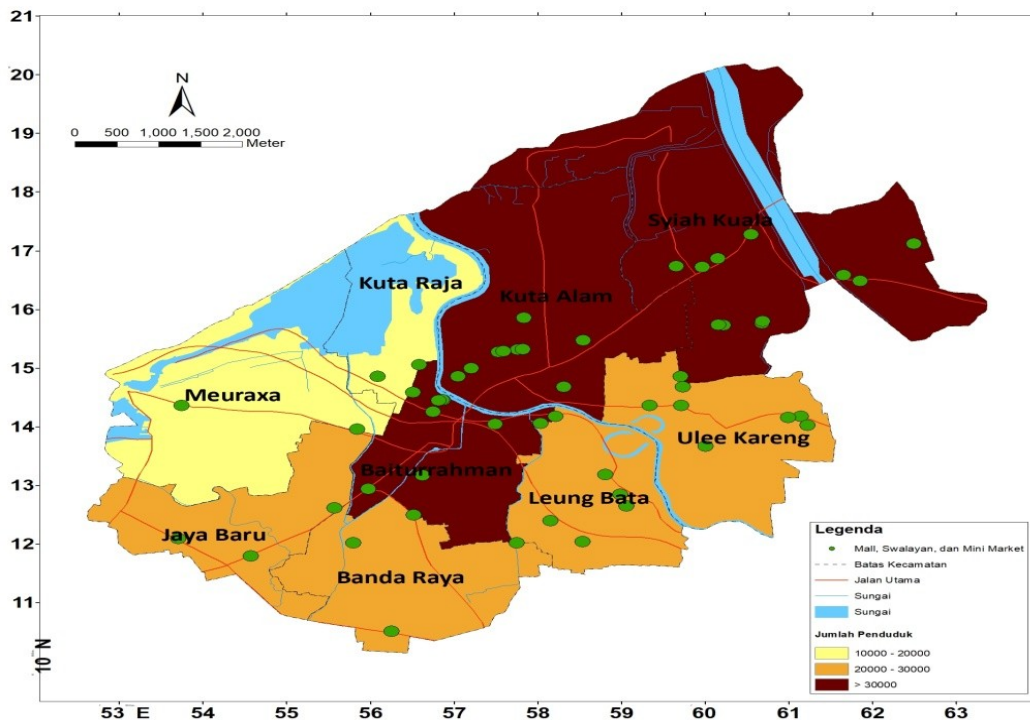 21
20
19
18
17
16
15
14
13
12
11
10 N
N
0 500 1,000 1,500 2,000
Meter
Syiah Kuala
Kuta Raja
Kuta Alam
Meuraxa
Ulee Kareng
Baiturrahman
Leung Bata
Jaya Baru
Banda Raya
Legenda
Mall, Swalayan, dan Mini Market
Batas Kecamatan
Jalan Utama
Sungai
Sungai
Jumlah Penduduk
10000 - 20000
20000 - 30000
> 30000
53 E 54 55 56 57 58 59 60 61 62 63